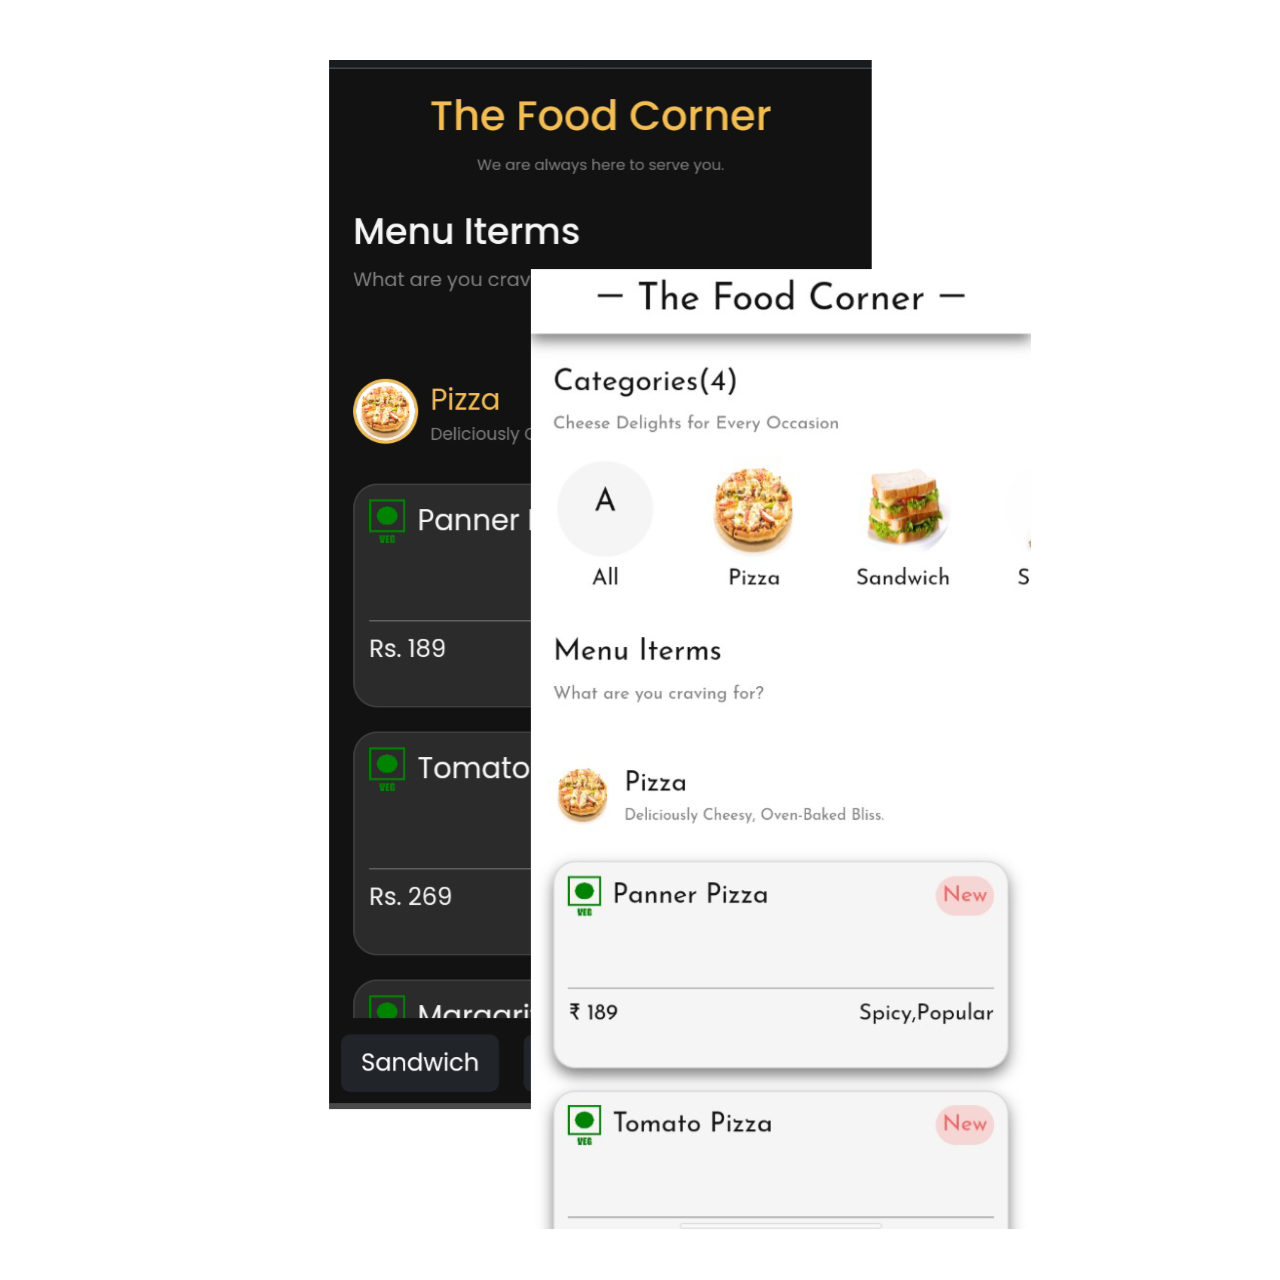 The Food Corner
We are always here to serve you.
Menu Iterms
What are you crav
Pizza
Deliciously
VEG
Panner
Rs. 189
VEG
Tomato
Rs. 269
Sandwich
— The Food Corner —
Categories(4)
Cheese Delights for Every Occasion
A
All
Pizza
Sandwich
S
Menu Iterms
What are you craving for?
Pizza
Deliciously Cheesy, Oven-Baked Bliss.
VEG
Panner Pizza
New
₹ 189
Spicy,Popular
VEG
Tomato Pizza
New